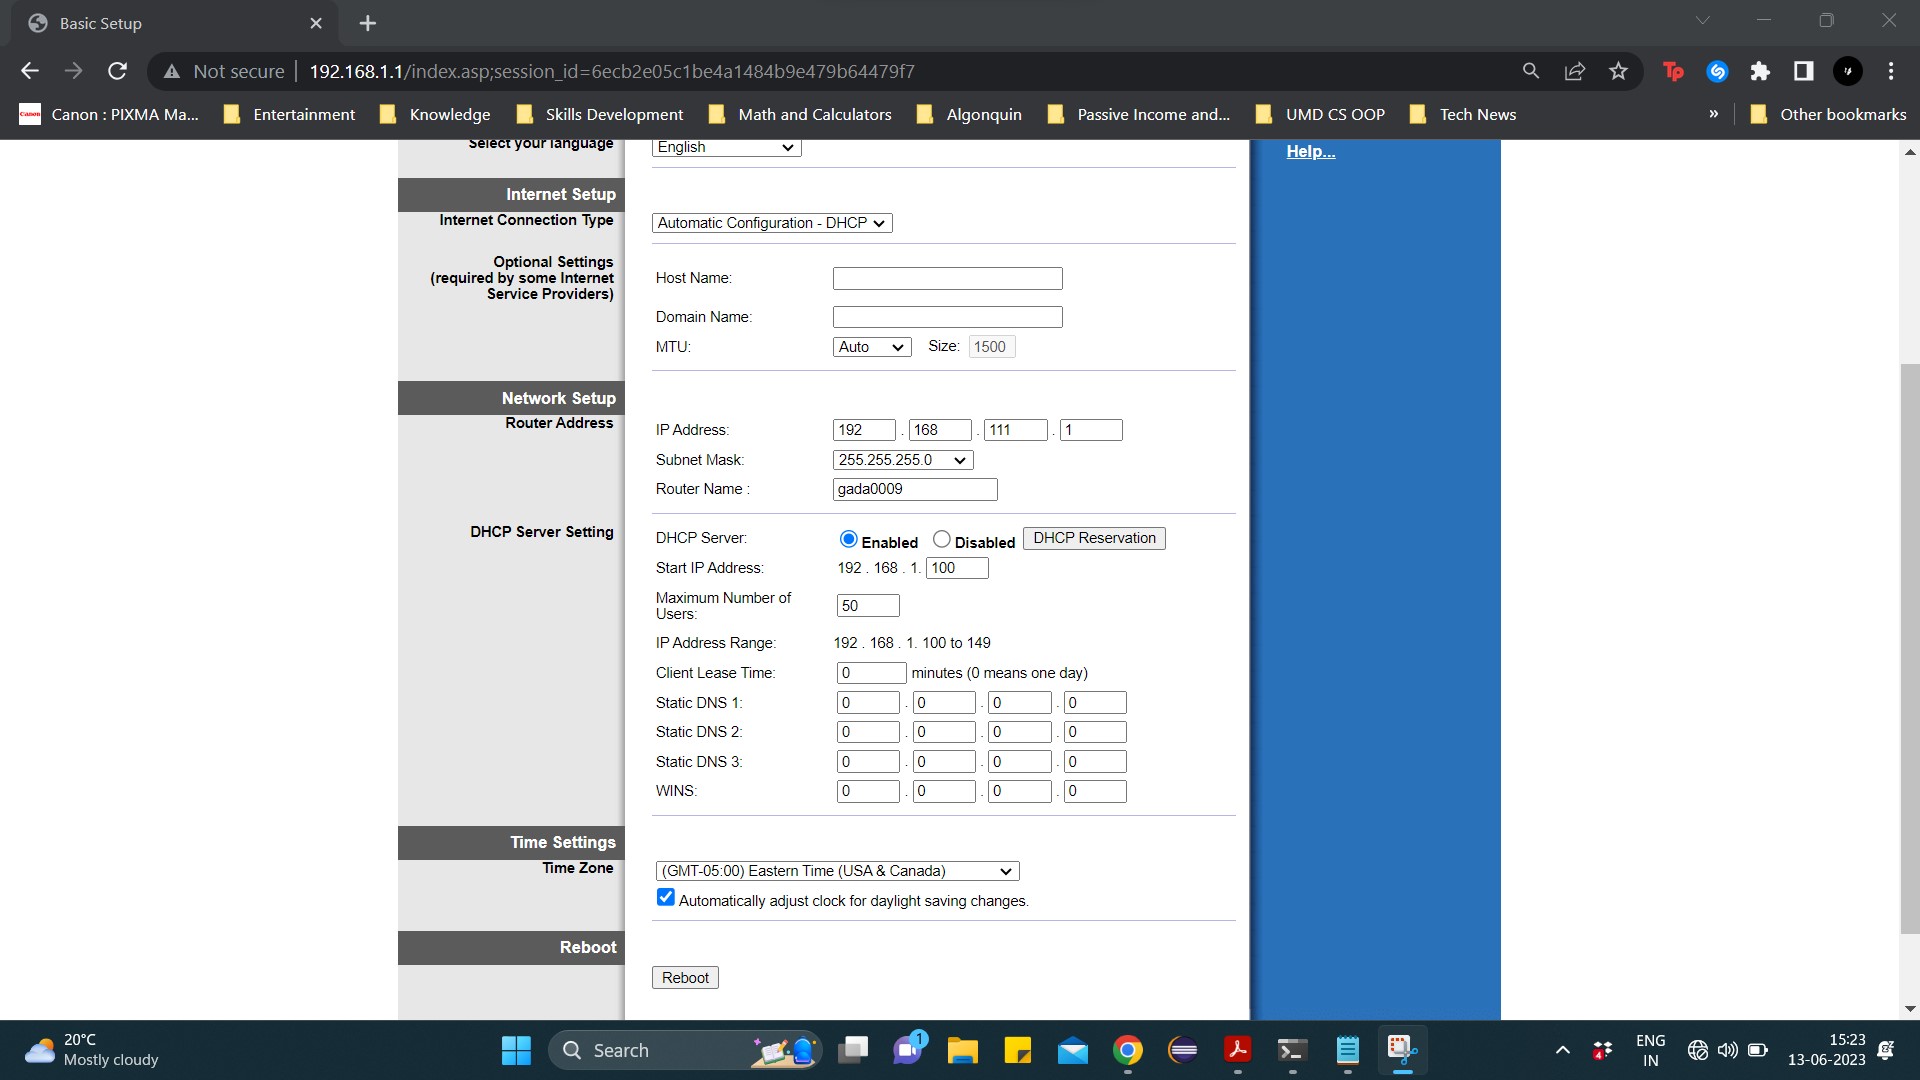 Basic Setup
Not secure
192.168.1.1/index.asp;session_id=6ecb2e05c1be4a1484b9e479b64479f7
Tp
Canon
Canon : PIXMA Ma...
Entertainment
Knowledge
Skills Development
Math and Calculators
Algonquin
Passive Income and...
UMD CS OOP
Tech News
»
Other bookmarks
Select your language
English
Help...
Internet Setup
Internet Connection Type
Automatic Configuration - DHCP
Optional Settings
(required by some Internet
Service Providers)
Host Name:
Domain Name:
MTU:
Auto
Size:
1500
Network Setup
Router Address
IP Address:
192 . 168 . 111 . 1
Subnet Mask:
255.255.255.0
Router Name :
gada0009
DHCP Server Setting
DHCP Server:
Enabled
Disabled
DHCP Reservation
Start IP Address:
192 . 168 . 1. 100
Maximum Number of
Users:
50
IP Address Range:
192 . 168 . 1. 100 to 149
Client Lease Time:
0 minutes (0 means one day)
Static DNS 1:
0 . 0 . 0 . 0
Static DNS 2:
0 . 0 . 0 . 0
Static DNS 3:
0 . 0 . 0 . 0
WINS:
0 . 0 . 0 . 0
Time Settings
Time Zone
(GMT-05:00) Eastern Time (USA & Canada)
Automatically adjust clock for daylight saving changes.
Reboot
Reboot
20°C
Mostly cloudy
Search
1
4
ENG
IN
15:23
13-06-2023